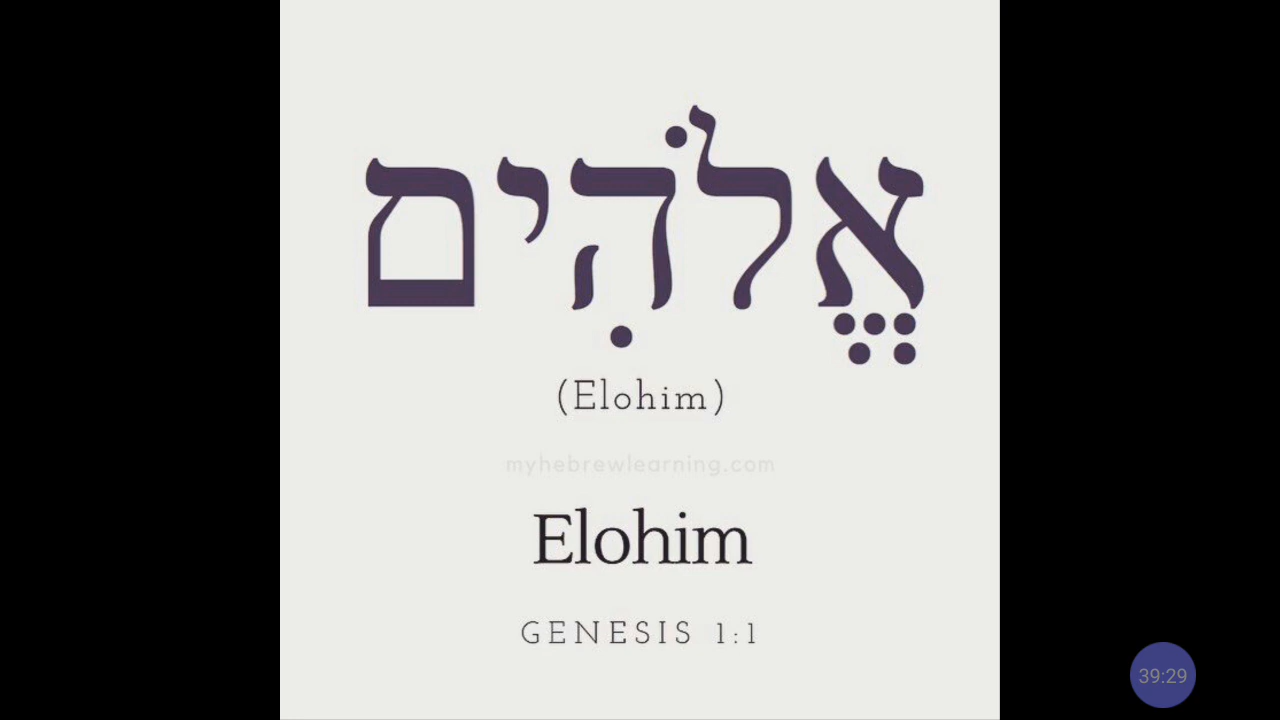 אֱלֹהִים
(Elohim)
myhebrewlearning.com
Elohim
GENESIS 1:1
39:29